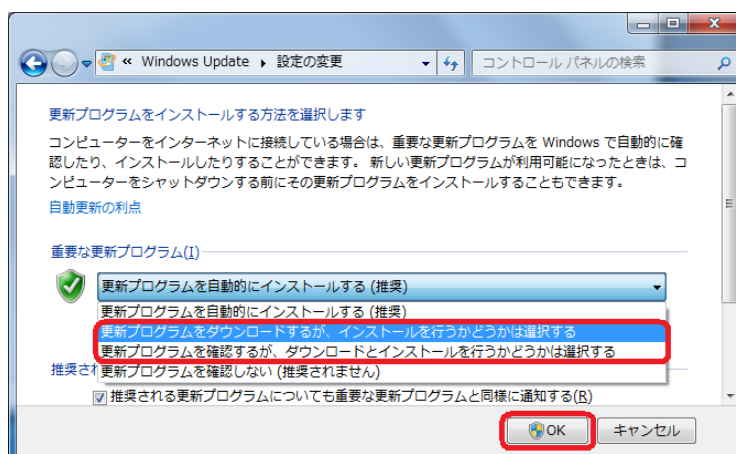 « Windows Update ▸ 設定の変更
コントロール パネルの検索
更新プログラムをインストールする方法を選択します
コンピューターをインターネットに接続している場合は、重要な更新プログラムを Windows で自動的に確
認したり、インストールしたりすることができます。 新しい更新プログラムが利用可能になったときは、コ
ンピューターをシャットダウンする前にその更新プログラムをインストールすることもできます。
自動更新の利点
重要な更新プログラム(I)
更新プログラムを自動的にインストールする (推奨)
更新プログラムを自動的にインストールする (推奨)
更新プログラムをダウンロードするが、インストールを行うかどうかは選択する
更新プログラムを確認するが、ダウンロードとインストールを行うかどうかは選択する
推奨され
更新プログラムを確認しない (推奨されません)
推奨される更新プログラムについても重要な更新プログラムと同様に通知する(R)
OK
キャンセル